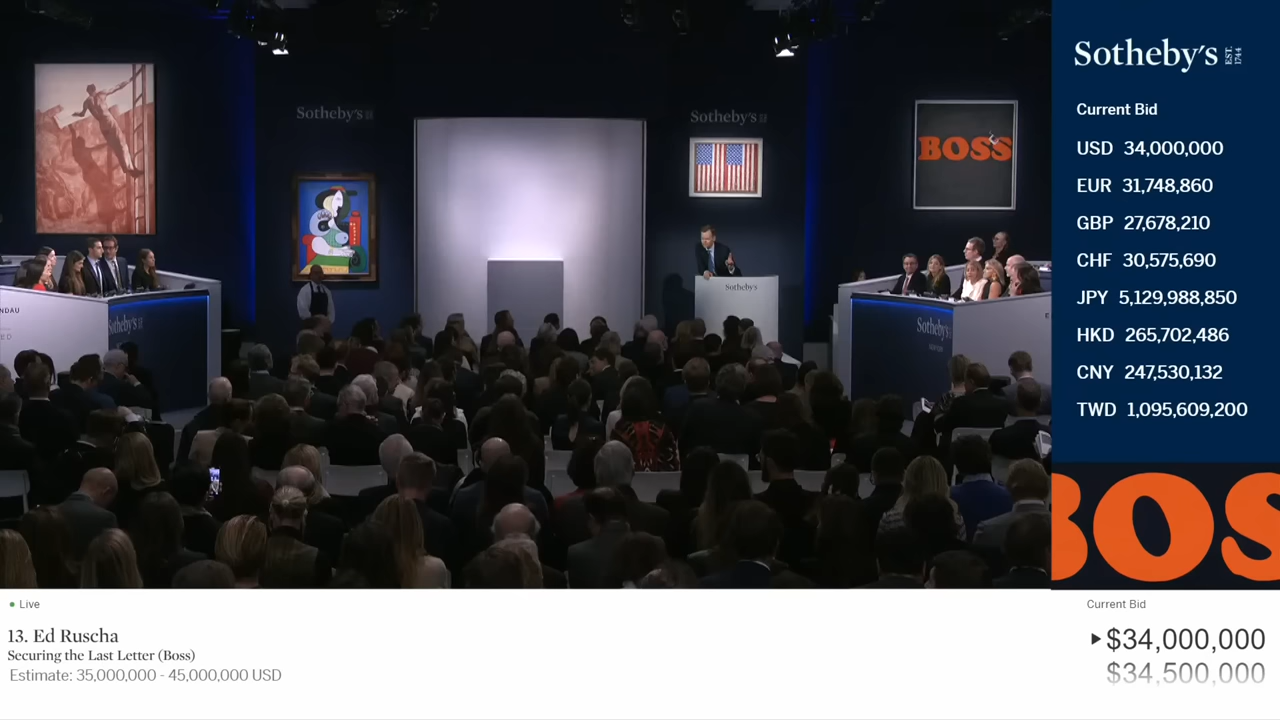 Sotheby's
Sotheby's
BOSS
Sotheby's
NDAU
Sotheby's
Sotheby's
Sotheby's EST. 1744
Current Bid
USD 34,000,000
EUR 31,748,860
GBP 27,678,210
CHF 30,575,690
JPY 5,129,988,850
HKD 265,702,486
CNY 247,530,132
TWD 1,095,609,200
BOS
Live
13. Ed Ruscha
Securing the Last Letter (Boss)
Estimate: 35,000,000 - 45,000,000 USD
Current Bid
$34,000,000
$34,500,000